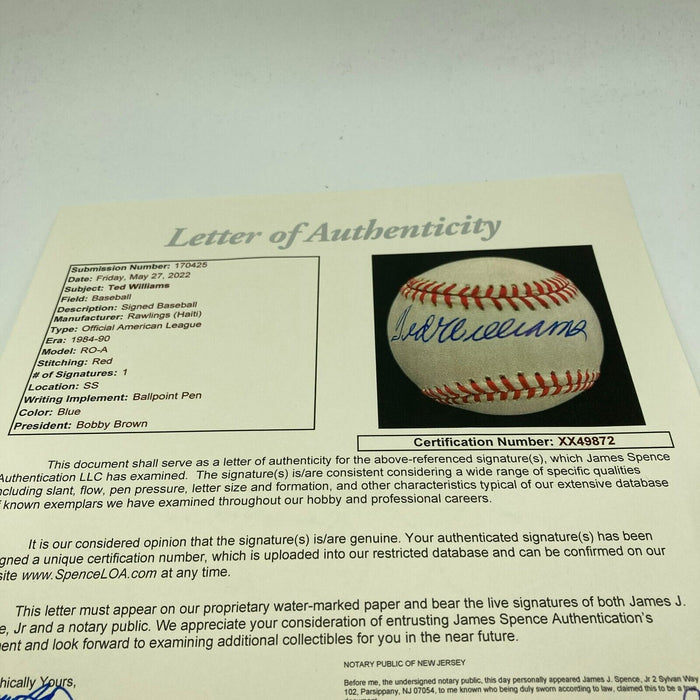 Letter of Authenticity
Submission Number: 170425
Date: Friday, May 27, 2022
Subject: Ted Williams
Field: Baseball
Description: Signed Baseball
Manufacturer: Rawlings (Haiti)
Type: Official American League
Era: 1984-90
Model: RO-A
Stitching: Red
# of Signatures: 1
Location: SS
Writing Implement: Ballpoint Pen
Color: Blue
President: Bobby Brown
Ted Williams
Certification Number: XX49872
This document shall serve as a letter of authenticity for the above-referenced signature(s), which James Spence
Authentication LLC has examined. The signature(s) is/are consistent considering a wide range of specific qualities
ncluding slant, flow, pen pressure, letter size and formation, and other characteristics typical of our extensive database
f known exemplars we have examined throughout our hobby and professional careers.
It is our considered opinion that the signature(s) is/are genuine. Your authenticated signature(s) has been
gned a unique certification number, which is uploaded into our restricted database and can be confirmed on our
site www.SpenceLOA.com at any time.
This letter must appear on our proprietary water-marked paper and bear the live signatures of both James J.
e, Jr and a notary public. We appreciate your consideration of entrusting James Spence Authentication's
ent and look forward to examining additional collectibles for you in the near future.
hically Yours,
NOTARY PUBLIC OF NEW JERSEY
Before me, the undersigned notary public, this day personally appeared James J. Spence, Jr 2 Sylvan Way
102, Parsippany, NJ 07054, to me known who being duly sworn according to law, claimed this to be a